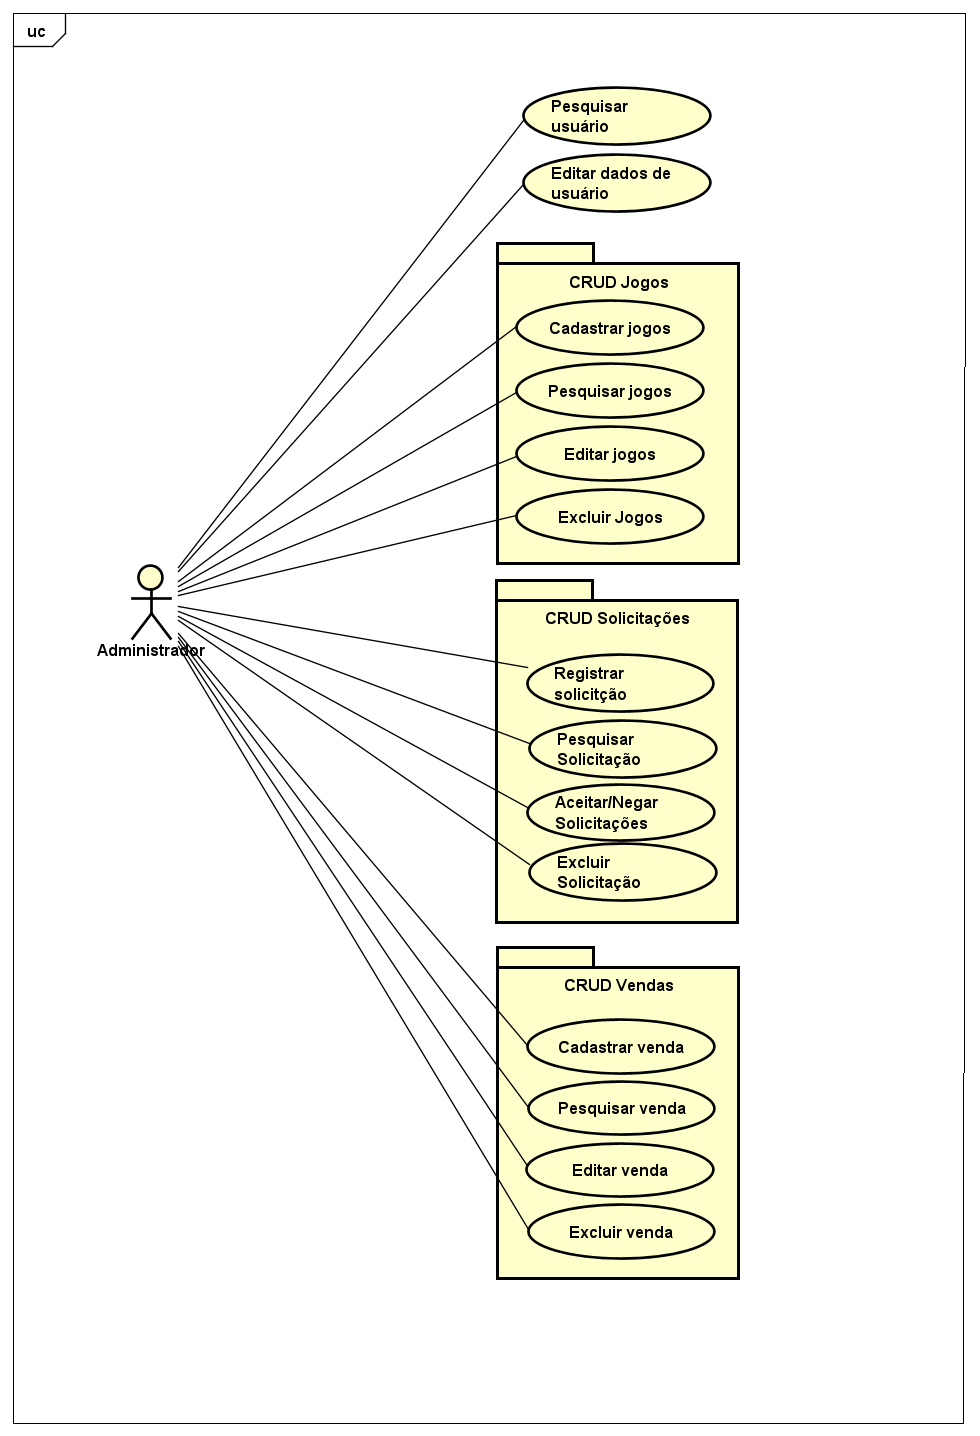 uc
Pesquisar
usuário
Editar dados de
usuário
CRUD Jogos
Cadastrar jogos
Pesquisar jogos
Editar jogos
Excluir Jogos
Administrador
CRUD Solicitações
Registrar
solicitção
Pesquisar
Solicitação
Aceitar/Negar
Solicitações
Excluir
Solicitação
CRUD Vendas
Cadastrar venda
Pesquisar venda
Editar venda
Excluir venda